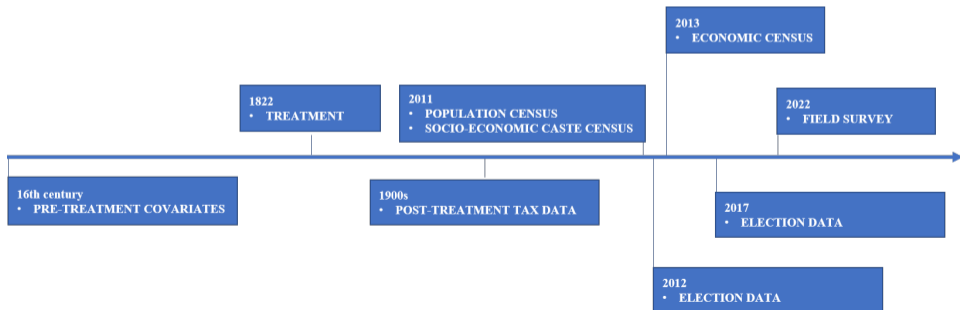 2013
• ECONOMIC CENSUS
1822
• TREATMENT
2011
• POPULATION CENSUS
• SOCIO-ECONOMIC CASTE CENSUS
2022
• FIELD SURVEY
16th century
• PRE-TREATMENT COVARIATES
1900s
• POST-TREATMENT TAX DATA
2017
• ELECTION DATA
2012
• ELECTION DATA